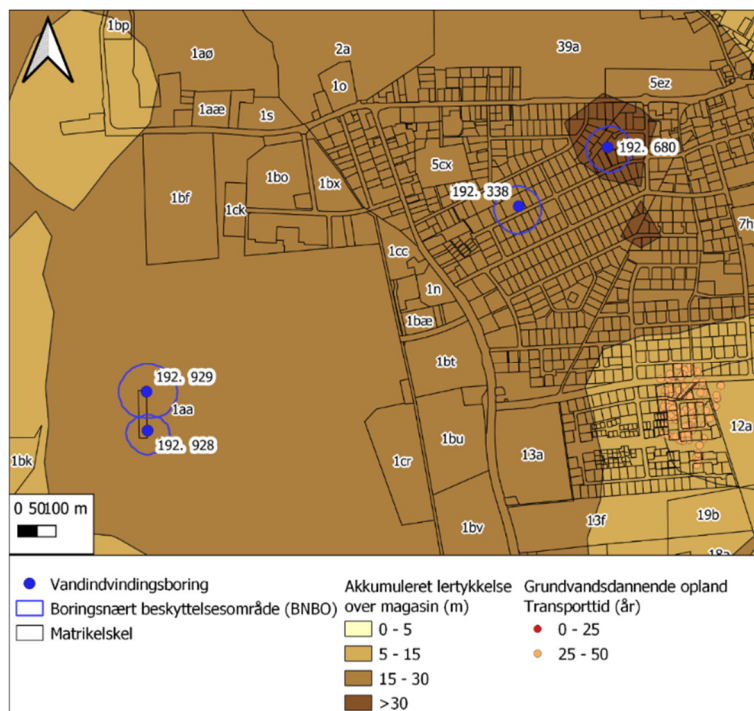 1bp
1aø
2a
39a
1o
5ez
1aæ
1s
192. 680
1bo
5cx
1bf
1bx
192. 338
1ck
7h
1cc
1n
1bæ
1bt
192. 929
1aa
12a
192. 928
1bu
1bk
1cr
13a
19b
0 50100 m
13f
1bv
18a
Vandindvindingsboring
Boringsnært beskyttelsesområde (BNBO)
Matrikelskel
Akkumuleret lertykkelse
over magasin (m)
0 - 5
5 - 15
15 - 30
>30
Grundvandsdannende opland
Transporttid (år)
0 - 25
25 - 50